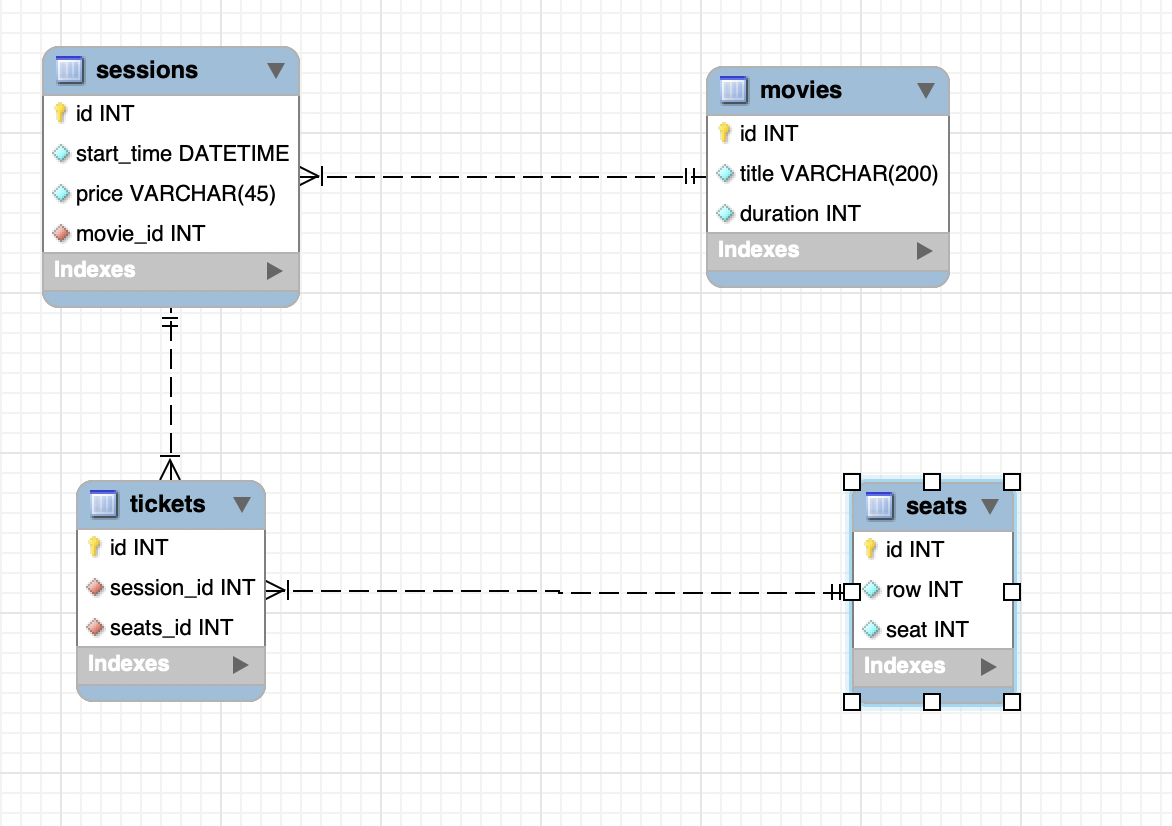 sessions
id INT
start_time DATETIME
price VARCHAR(45)
movie_id INT
Indexes
movies
id INT
title VARCHAR(200)
duration INT
Indexes
tickets
id INT
session_id INT
seats_id INT
Indexes
seats
id INT
row INT
seat INT
Indexes